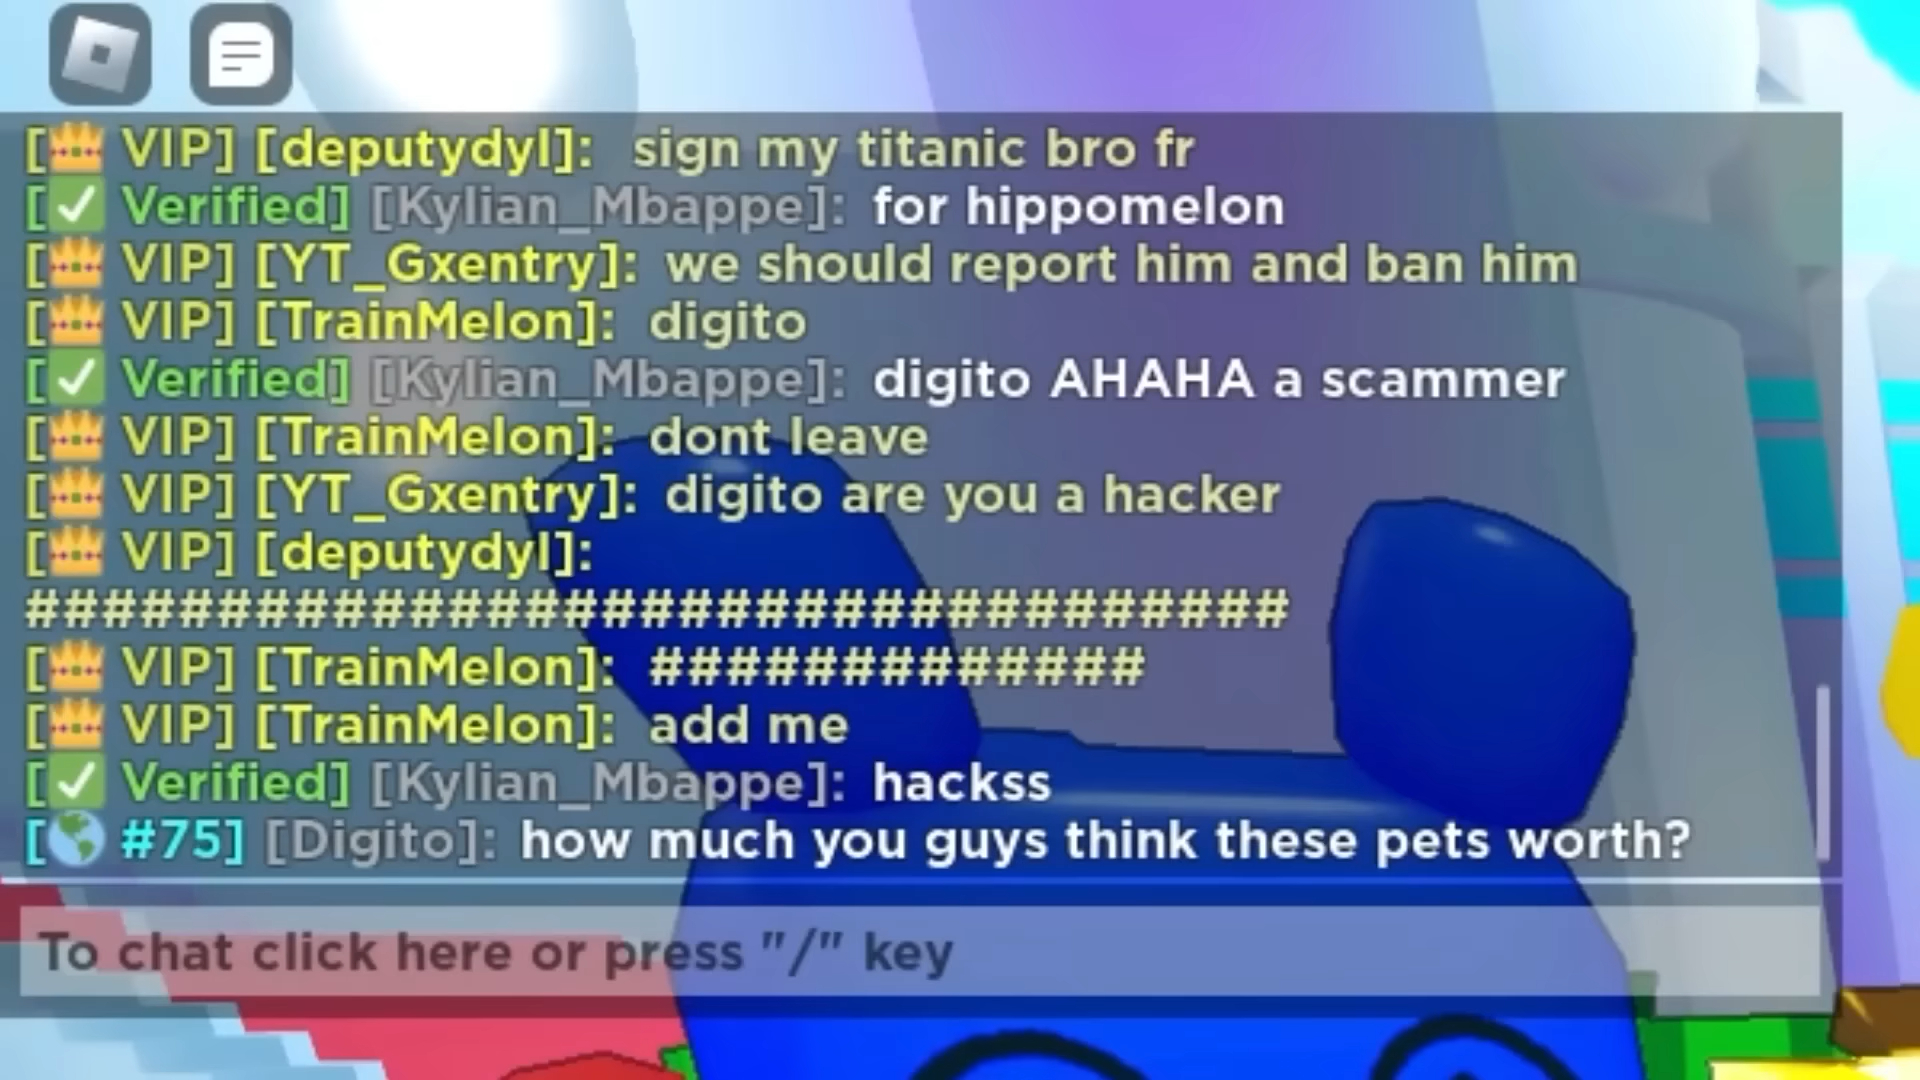 [👑 VIP] [deputydyl]: sign my titanic bro fr
[✅ Verified] [Kylian_Mbappe]: for hippomelon
[👑 VIP] [YT_Gxentry]: we should report him and ban him
[👑 VIP] [TrainMelon]: digito
[✅ Verified] [Kylian_Mbappe]: digito AHAHA a scammer
[👑 VIP] [TrainMelon]: dont leave
[👑 VIP] [YT_Gxentry]: digito are you a hacker
[👑 VIP] [deputydyl]:
#################################
[👑 VIP] [TrainMelon]: #############
[👑 VIP] [TrainMelon]: add me
[✅ Verified] [Kylian_Mbappe]: hackss
[🌎 #75] [Digito]: how much you guys think these pets worth?
To chat click here or press "/" key